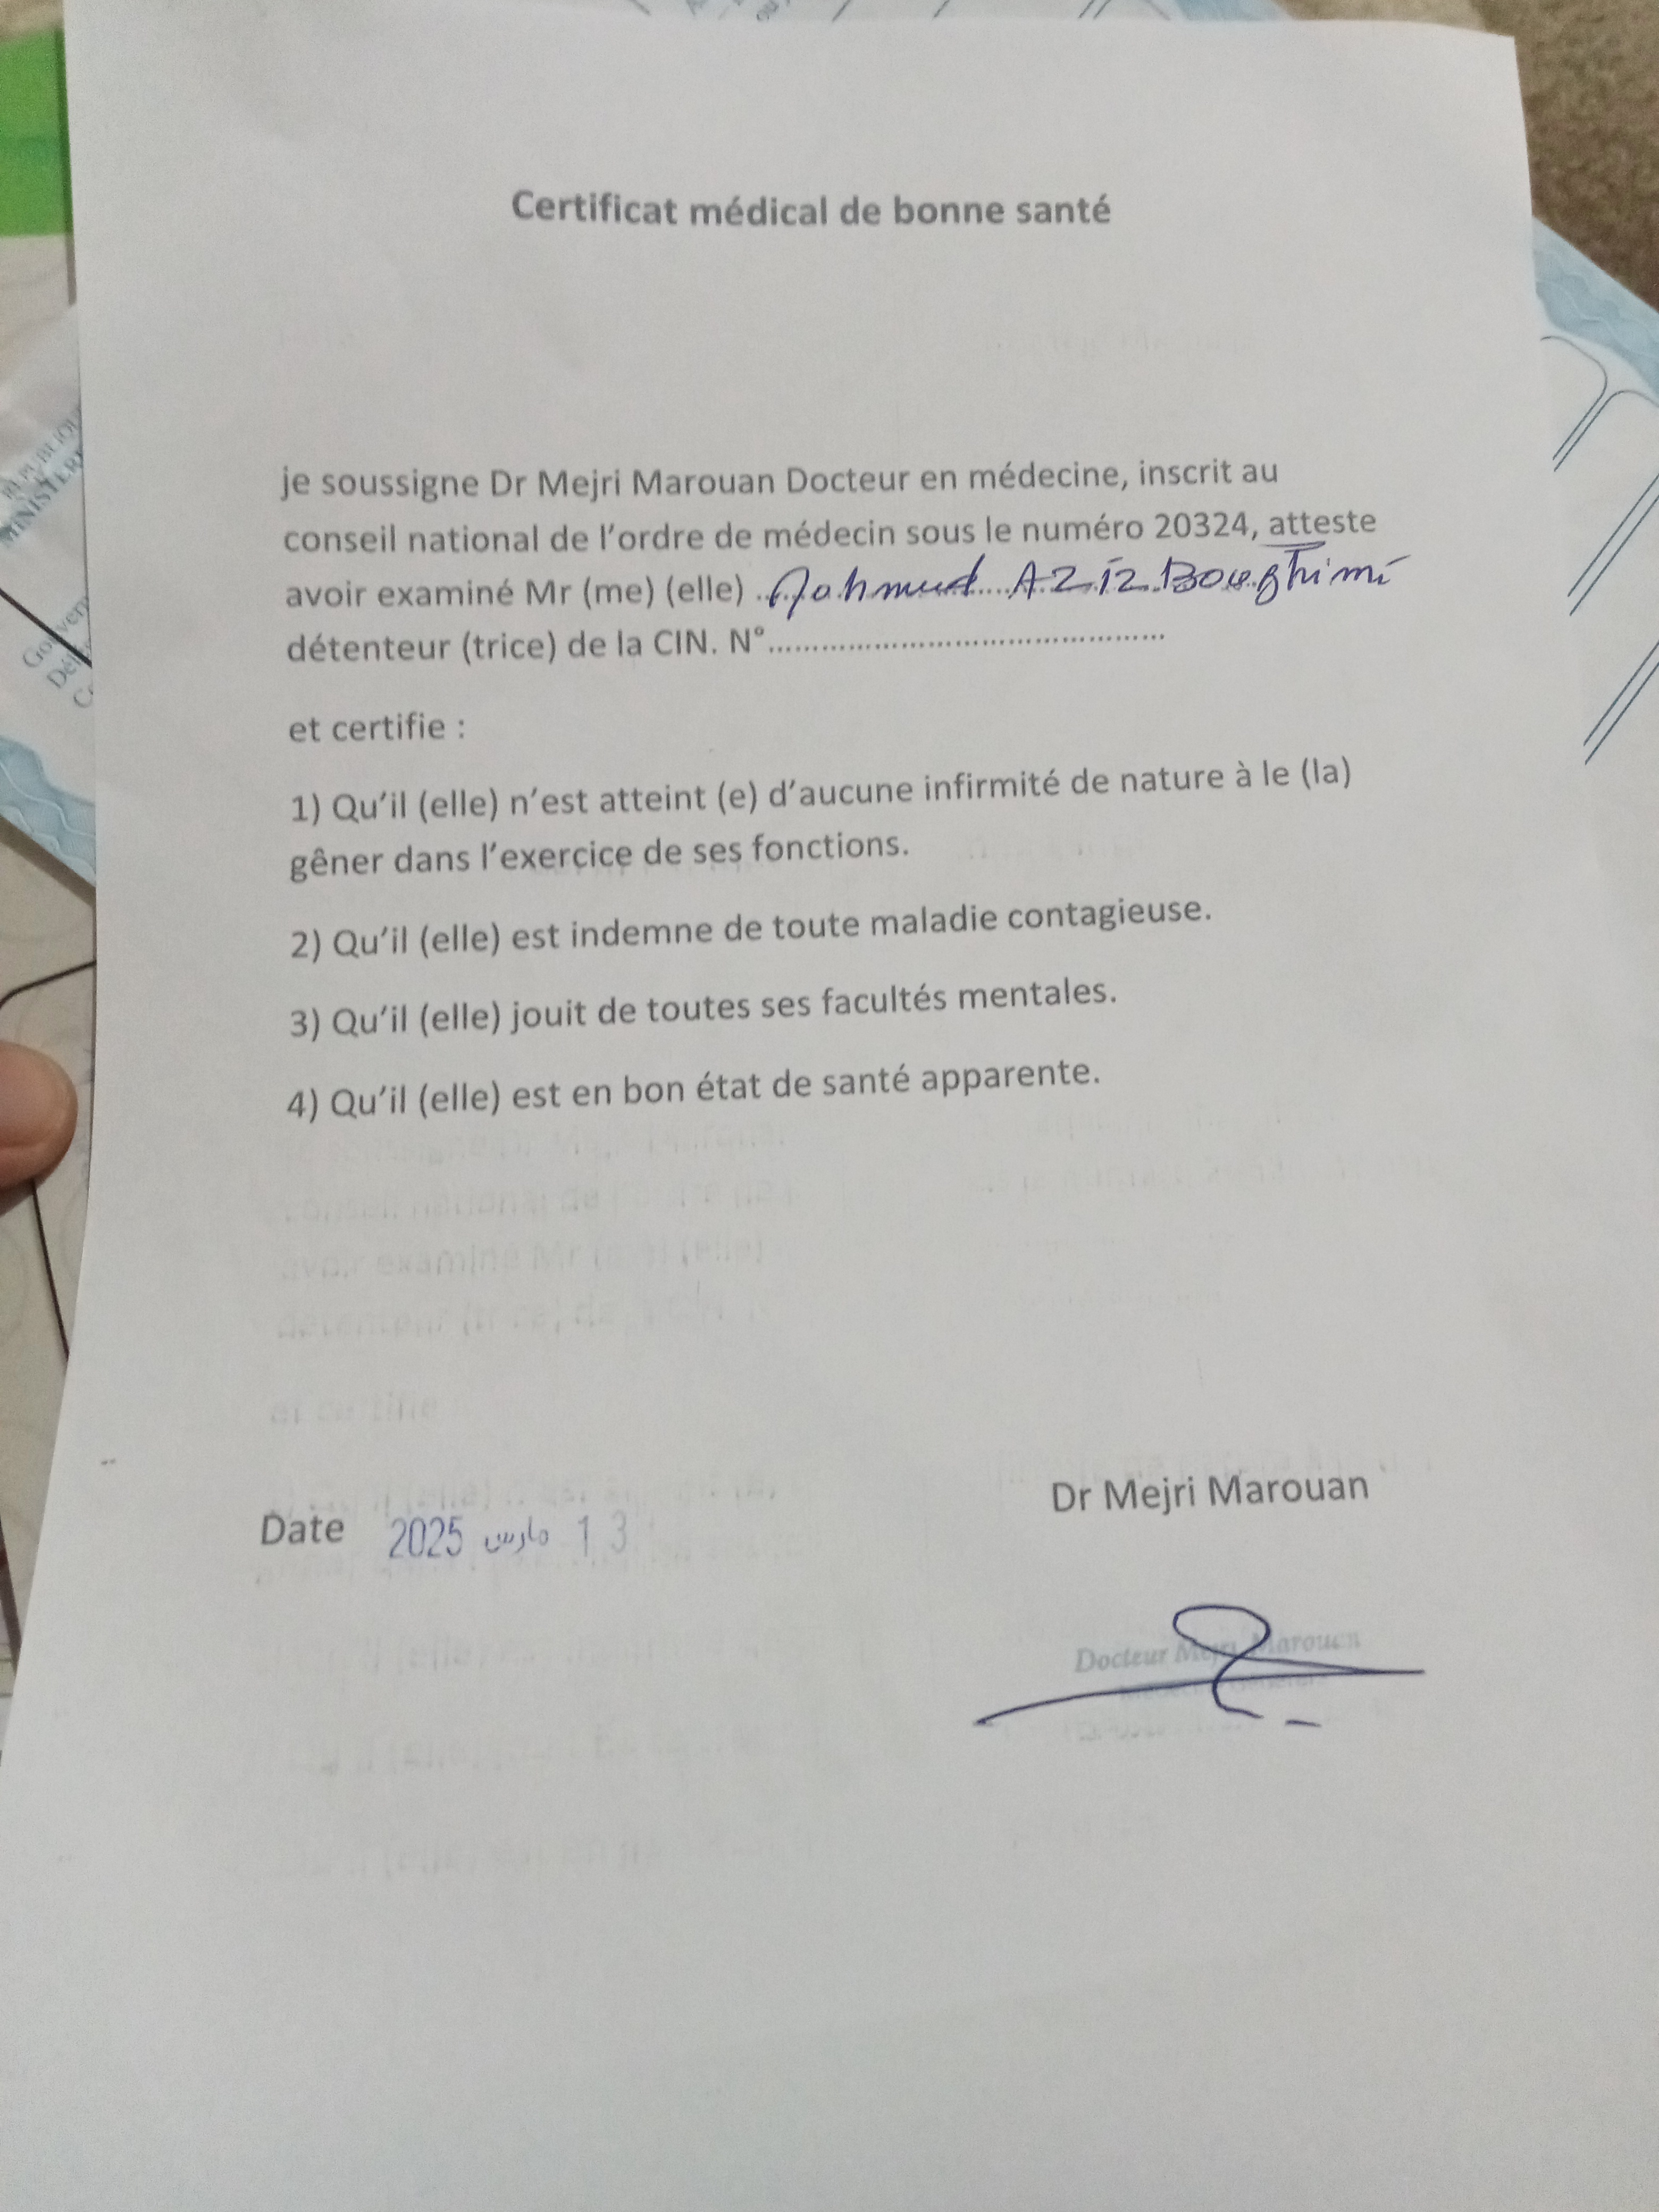 Certificat médical de bonne santé
je soussigne Dr Mejri Marouan Docteur en médecine, inscrit au
conseil national de l'ordre de médecin sous le numéro 20324, atteste
avoir examiné Mr (me) (elle) ..Mahmud....AZIZ..Boughimi
détenteur (trice) de la CIN. N°.............................................
et certifie :
1) Qu'il (elle) n'est atteint (e) d'aucune infirmité de nature à le (la)
gêner dans l'exercice de ses fonctions.
2) Qu'il (elle) est indemne de toute maladie contagieuse.
3) Qu'il (elle) jouit de toutes ses facultés mentales.
4) Qu'il (elle) est en bon état de santé apparente.
Dr Mejri Marouan
Date 2025 مارس 13
Docteur Mejri Marouan